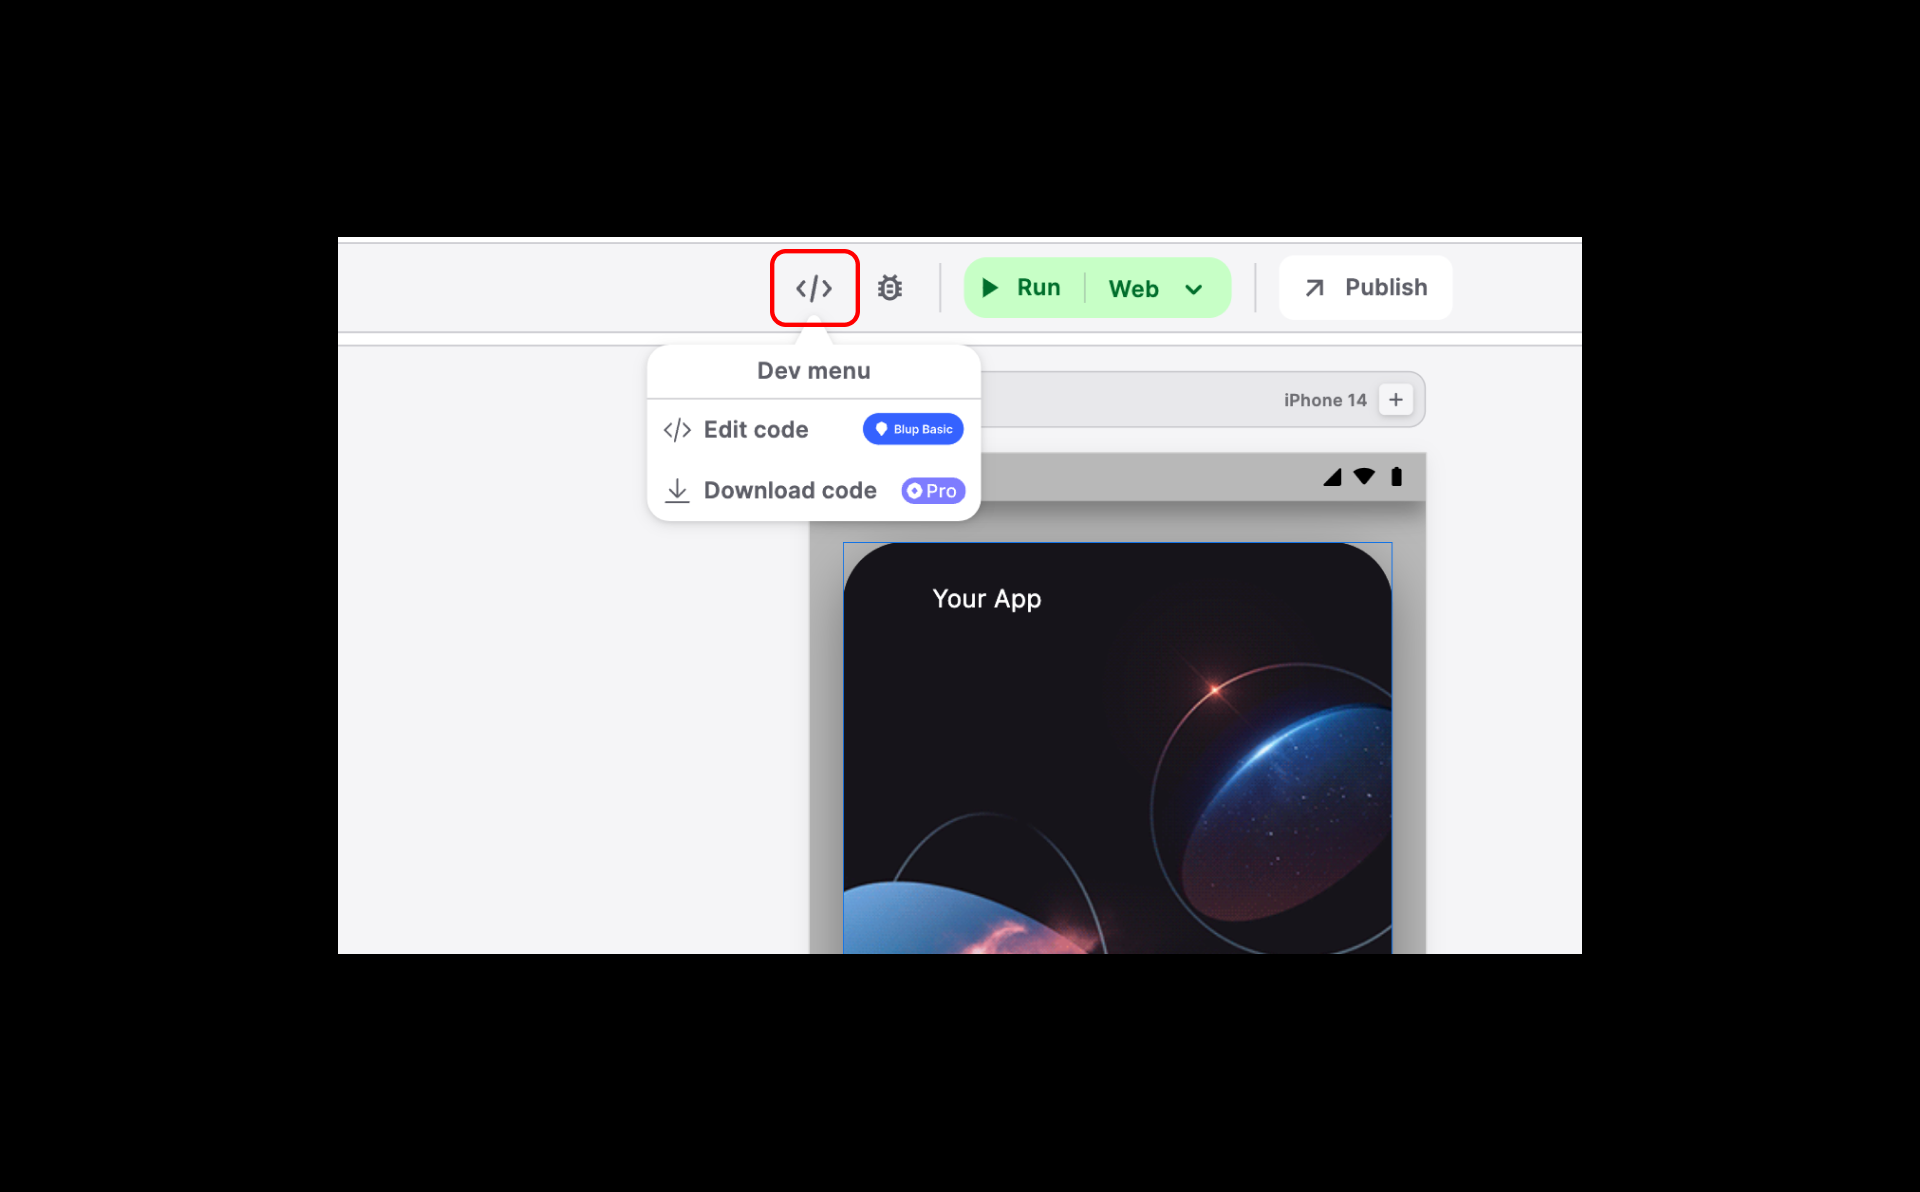 </> Run Web Publish
Dev menu
iPhone 14 +
</> Edit code Blup Basic
Download code Pro
Your App